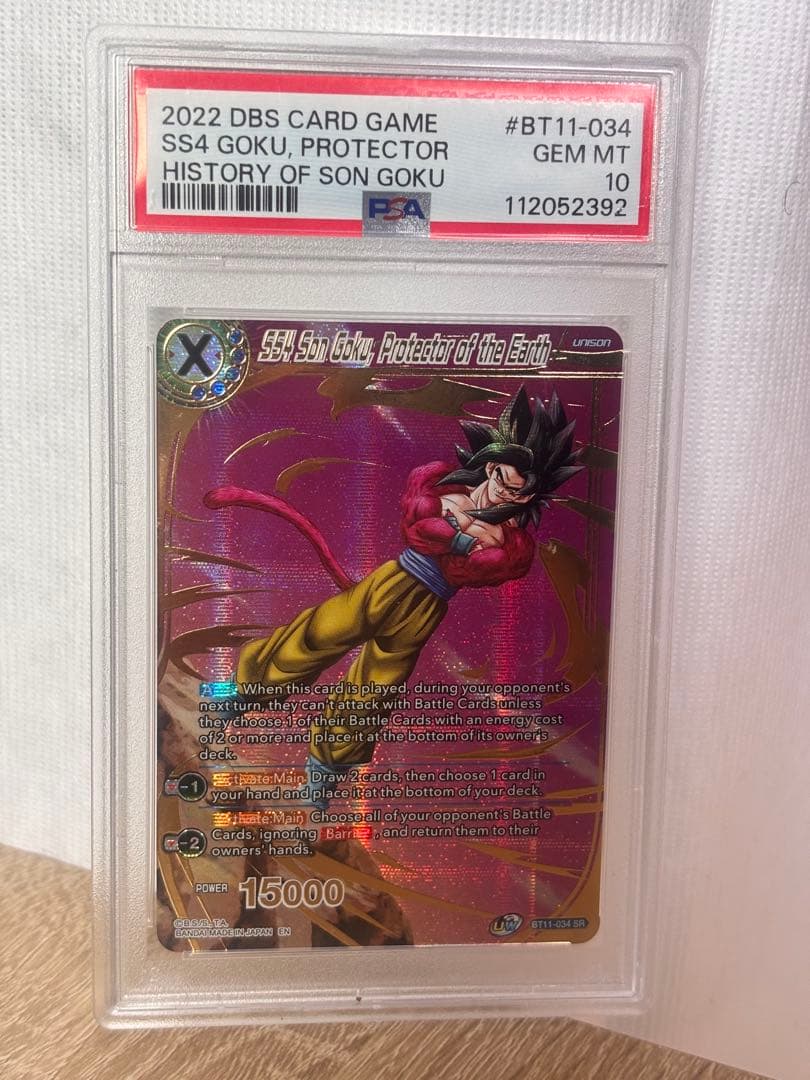 2022 DBS CARD GAME #BT11-034
SS4 GOKU, PROTECTOR GEM MT
HISTORY OF SON GOKU 10
PSA 112052392
X
SS4 Son Goku, Protector of the Earth
UNISON
When this card is played, during your opponent's
next turn, they can't attack with Battle Cards unless
they choose 1 of their Battle Cards with an energy cost
of 2 or more and place it at the bottom of its owner's
deck.
-1 Activate:Main Draw 2 cards, then choose 1 card in
your hand and place it at the bottom of your deck.
-2 Activate:Main Choose all of your opponent's Battle
Cards, ignoring Barrier, and return them to their
owners' hands.
POWER 15000
©B.S./S., T.A.
BANDAI MADE IN JAPAN EN
UW
BT11-034 SR